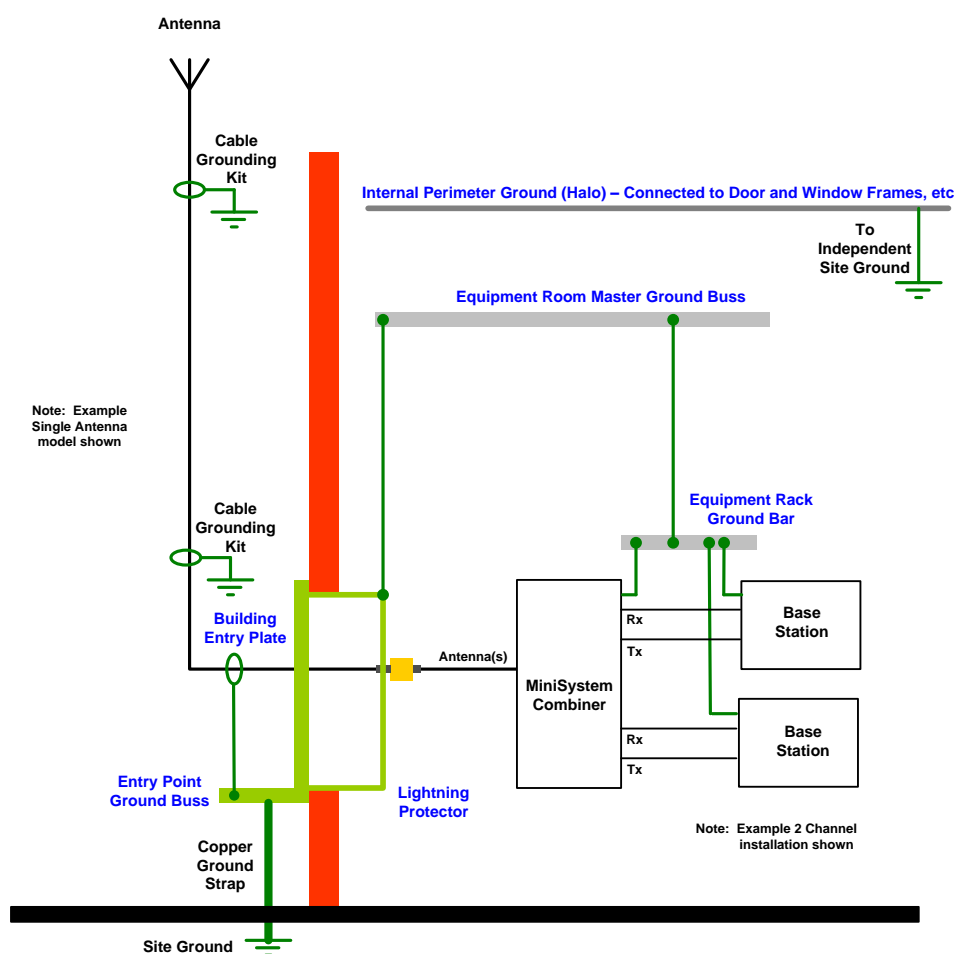 Antenna
Cable
Grounding
Kit
Internal Perimeter Ground (Halo) – Connected to Door and Window Frames, etc
To
Independent
Site Ground
Equipment Room Master Ground Buss
Note:  Example
Single Antenna
model shown
Cable
Grounding
Kit
Equipment Rack
Ground Bar
Building
Entry Plate
Antenna(s)
MiniSystem
Combiner
Rx
Tx
Base
Station
Rx
Tx
Base
Station
Entry Point
Ground Buss
Lightning
Protector
Note:  Example 2 Channel
installation shown
Copper
Ground
Strap
Site Ground